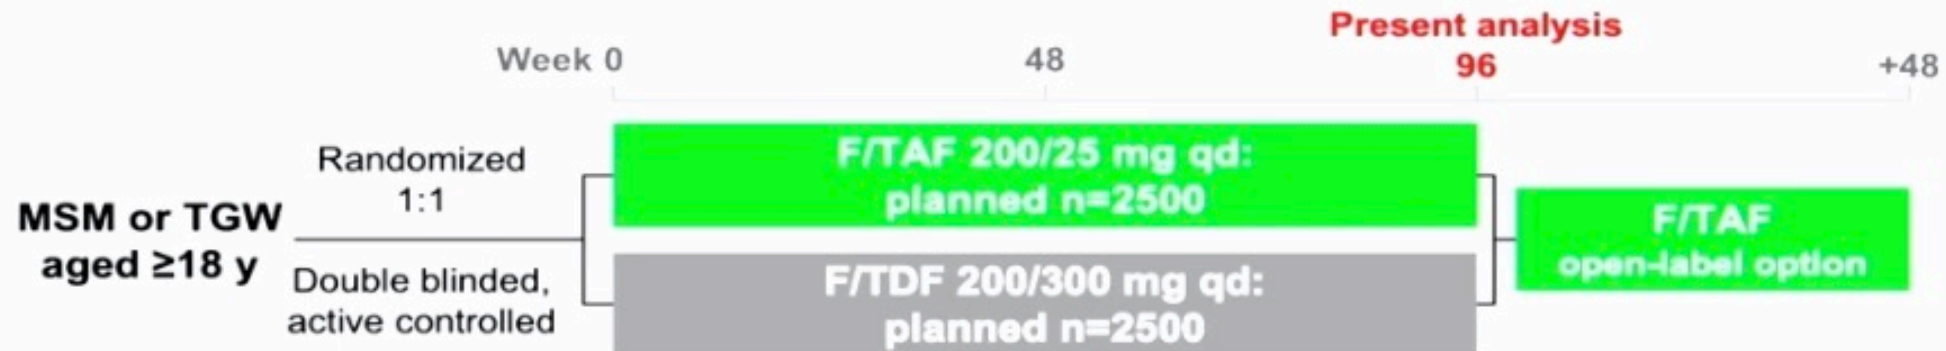 Present analysis
Week 0 48 96 +48
Randomized
1:1
MSM or TGW
aged ≥18 y
Double blinded,
active controlled
F/TAF 200/25 mg qd:
planned n=2500
F/TDF 200/300 mg qd:
planned n=2500
F/TAF
open-label option